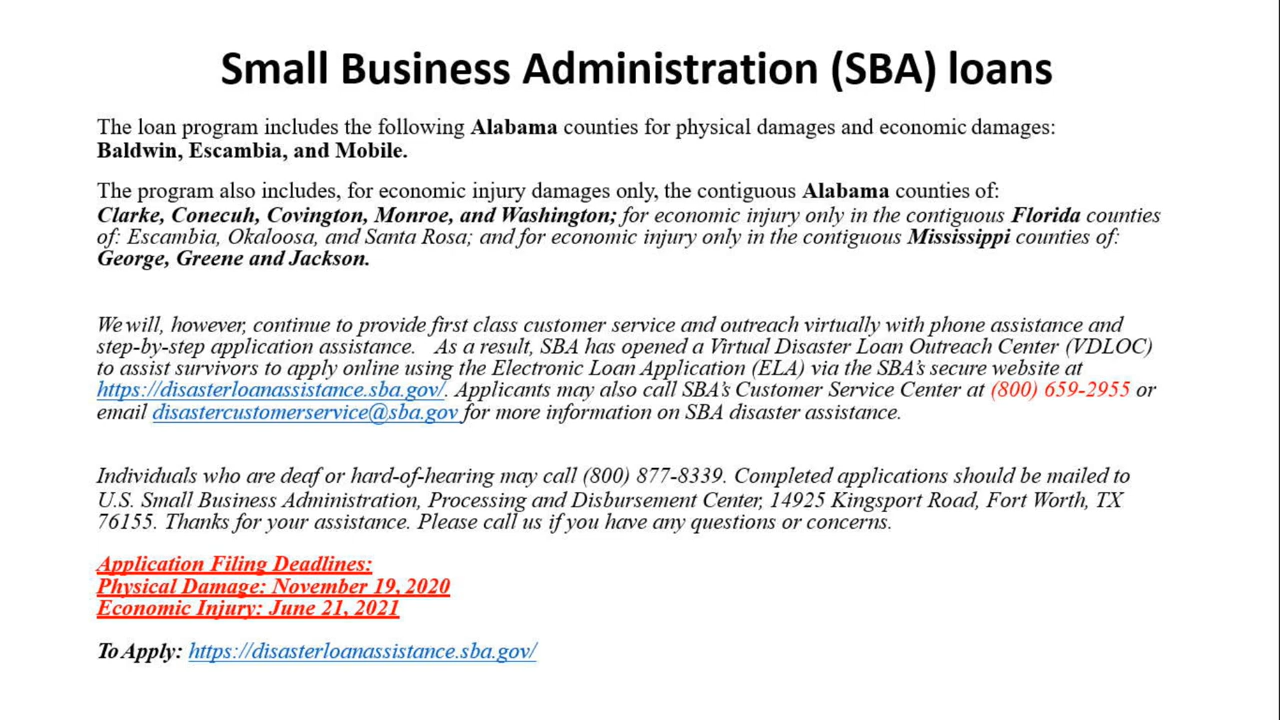 Small Business Administration (SBA) loans
The loan program includes the following Alabama counties for physical damages and economic damages:
Baldwin, Escambia, and Mobile.
The program also includes, for economic injury damages only, the contiguous Alabama counties of:
Clarke, Conecuh, Covington, Monroe, and Washington; for economic injury only in the contiguous Florida counties
of: Escambia, Okaloosa, and Santa Rosa; and for economic injury only in the contiguous Mississippi counties of:
George, Greene and Jackson.
We will, however, continue to provide first class customer service and outreach virtually with phone assistance and
step-by-step application assistance. As a result, SBA has opened a Virtual Disaster Loan Outreach Center (VDLOC)
to assist survivors to apply online using the Electronic Loan Application (ELA) via the SBA's secure website at
https://disasterloanassistance.sba.gov/. Applicants may also call SBA's Customer Service Center at (800) 659-2955 or
email disastercustomerservice@sba.gov for more information on SBA disaster assistance.
Individuals who are deaf or hard-of-hearing may call (800) 877-8339. Completed applications should be mailed to
U.S. Small Business Administration, Processing and Disbursement Center, 14925 Kingsport Road, Fort Worth, TX
76155. Thanks for your assistance. Please call us if you have any questions or concerns.
Application Filing Deadlines:
Physical Damage: November 19, 2020
Economic Injury: June 21, 2021
To Apply: https://disasterloanassistance.sba.gov/